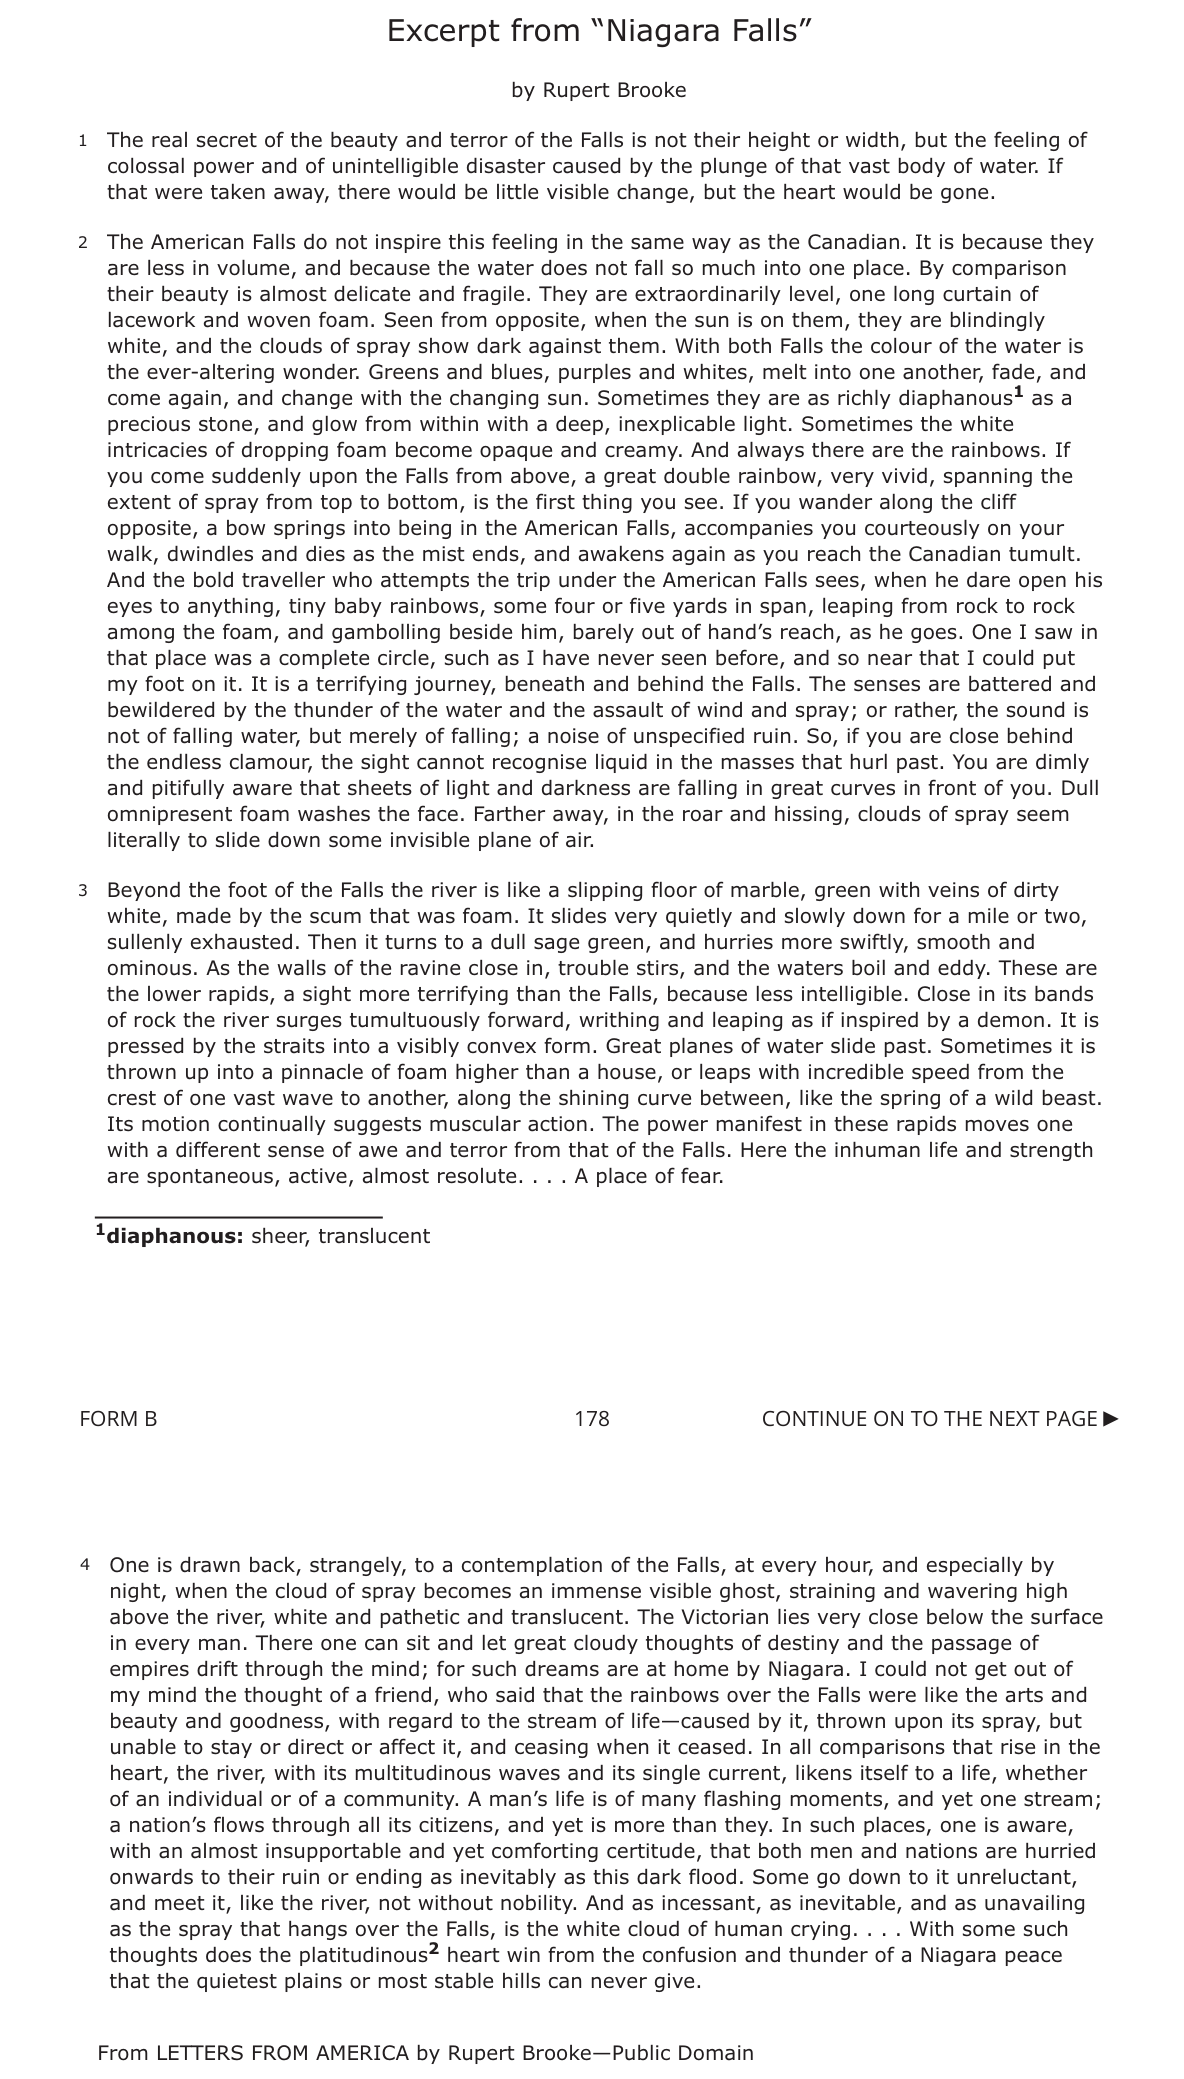 Excerpt from “Niagara Falls”
by Rupert Brooke
1 The real secret of the beauty and terror of the Falls is not their height or width, but the feeling of
colossal power and of unintelligible disaster caused by the plunge of that vast body of water. If
that were taken away, there would be little visible change, but the heart would be gone.
2 The American Falls do not inspire this feeling in the same way as the Canadian. It is because they
are less in volume, and because the water does not fall so much into one place. By comparison
their beauty is almost delicate and fragile. They are extraordinarily level, one long curtain of
lacework and woven foam. Seen from opposite, when the sun is on them, they are blindingly
white, and the clouds of spray show dark against them. With both Falls the colour of the water is
the ever-altering wonder. Greens and blues, purples and whites, melt into one another, fade, and
come again, and change with the changing sun. Sometimes they are as richly diaphanous1 as a
precious stone, and glow from within with a deep, inexplicable light. Sometimes the white
intricacies of dropping foam become opaque and creamy. And always there are the rainbows. If
you come suddenly upon the Falls from above, a great double rainbow, very vivid, spanning the
extent of spray from top to bottom, is the first thing you see. If you wander along the cliff
opposite, a bow springs into being in the American Falls, accompanies you courteously on your
walk, dwindles and dies as the mist ends, and awakens again as you reach the Canadian tumult.
And the bold traveller who attempts the trip under the American Falls sees, when he dare open his
eyes to anything, tiny baby rainbows, some four or five yards in span, leaping from rock to rock
among the foam, and gambolling beside him, barely out of hand’s reach, as he goes. One I saw in
that place was a complete circle, such as I have never seen before, and so near that I could put
my foot on it. It is a terrifying journey, beneath and behind the Falls. The senses are battered and
bewildered by the thunder of the water and the assault of wind and spray; or rather, the sound is
not of falling water, but merely of falling; a noise of unspecified ruin. So, if you are close behind
the endless clamour, the sight cannot recognise liquid in the masses that hurl past. You are dimly
and pitifully aware that sheets of light and darkness are falling in great curves in front of you. Dull
omnipresent foam washes the face. Farther away, in the roar and hissing, clouds of spray seem
literally to slide down some invisible plane of air.
3 Beyond the foot of the Falls the river is like a slipping floor of marble, green with veins of dirty
white, made by the scum that was foam. It slides very quietly and slowly down for a mile or two,
sullenly exhausted. Then it turns to a dull sage green, and hurries more swiftly, smooth and
ominous. As the walls of the ravine close in, trouble stirs, and the waters boil and eddy. These are
the lower rapids, a sight more terrifying than the Falls, because less intelligible. Close in its bands
of rock the river surges tumultuously forward, writhing and leaping as if inspired by a demon. It is
pressed by the straits into a visibly convex form. Great planes of water slide past. Sometimes it is
thrown up into a pinnacle of foam higher than a house, or leaps with incredible speed from the
crest of one vast wave to another, along the shining curve between, like the spring of a wild beast.
Its motion continually suggests muscular action. The power manifest in these rapids moves one
with a different sense of awe and terror from that of the Falls. Here the inhuman life and strength
are spontaneous, active, almost resolute. . . . A place of fear.
1diaphanous: sheer, translucent
FORM B 178 CONTINUE ON TO THE NEXT PAGE ►
4 One is drawn back, strangely, to a contemplation of the Falls, at every hour, and especially by
night, when the cloud of spray becomes an immense visible ghost, straining and wavering high
above the river, white and pathetic and translucent. The Victorian lies very close below the surface
in every man. There one can sit and let great cloudy thoughts of destiny and the passage of
empires drift through the mind; for such dreams are at home by Niagara. I could not get out of
my mind the thought of a friend, who said that the rainbows over the Falls were like the arts and
beauty and goodness, with regard to the stream of life—caused by it, thrown upon its spray, but
unable to stay or direct or affect it, and ceasing when it ceased. In all comparisons that rise in the
heart, the river, with its multitudinous waves and its single current, likens itself to a life, whether
of an individual or of a community. A man’s life is of many flashing moments, and yet one stream;
a nation’s flows through all its citizens, and yet is more than they. In such places, one is aware,
with an almost insupportable and yet comforting certitude, that both men and nations are hurried
onwards to their ruin or ending as inevitably as this dark flood. Some go down to it unreluctant,
and meet it, like the river, not without nobility. And as incessant, as inevitable, and as unavailing
as the spray that hangs over the Falls, is the white cloud of human crying. . . . With some such
thoughts does the platitudinous2 heart win from the confusion and thunder of a Niagara peace
that the quietest plains or most stable hills can never give.
From LETTERS FROM AMERICA by Rupert Brooke—Public Domain